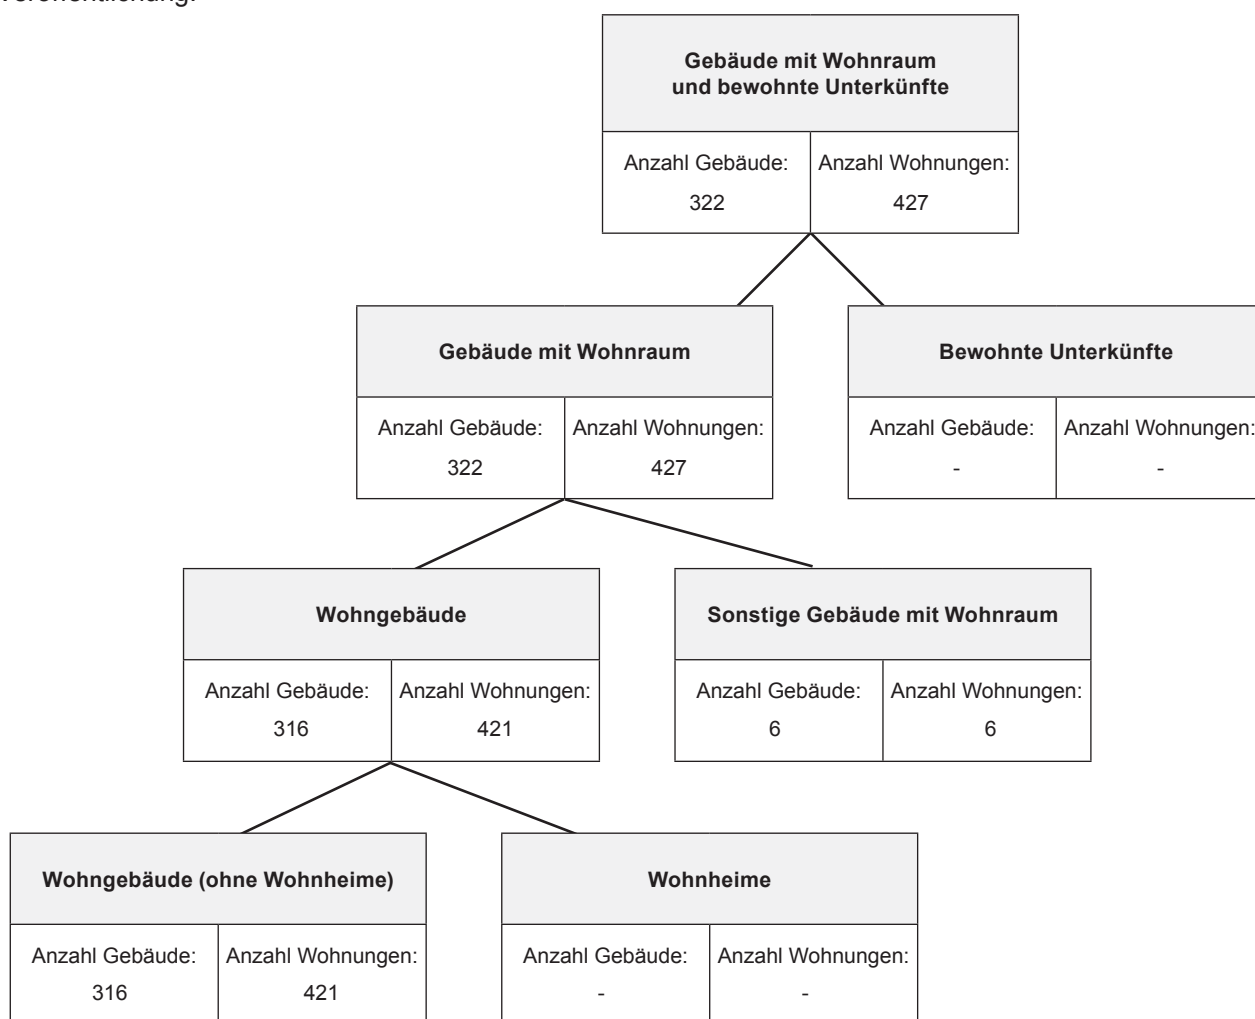 Veröffentlichung.
Gebäude mit Wohnraum
und bewohnte Unterkünfte
Anzahl Gebäude: Anzahl Wohnungen:
322 427
Gebäude mit Wohnraum Bewohnte Unterkünfte
Anzahl Gebäude: Anzahl Wohnungen: Anzahl Gebäude: Anzahl Wohnungen:
322 427 - -
Wohngebäude Sonstige Gebäude mit Wohnraum
Anzahl Gebäude: Anzahl Wohnungen: Anzahl Gebäude: Anzahl Wohnungen:
316 421 6 6
Wohngebäude (ohne Wohnheime) Wohnheime
Anzahl Gebäude: Anzahl Wohnungen: Anzahl Gebäude: Anzahl Wohnungen:
316 421 - -